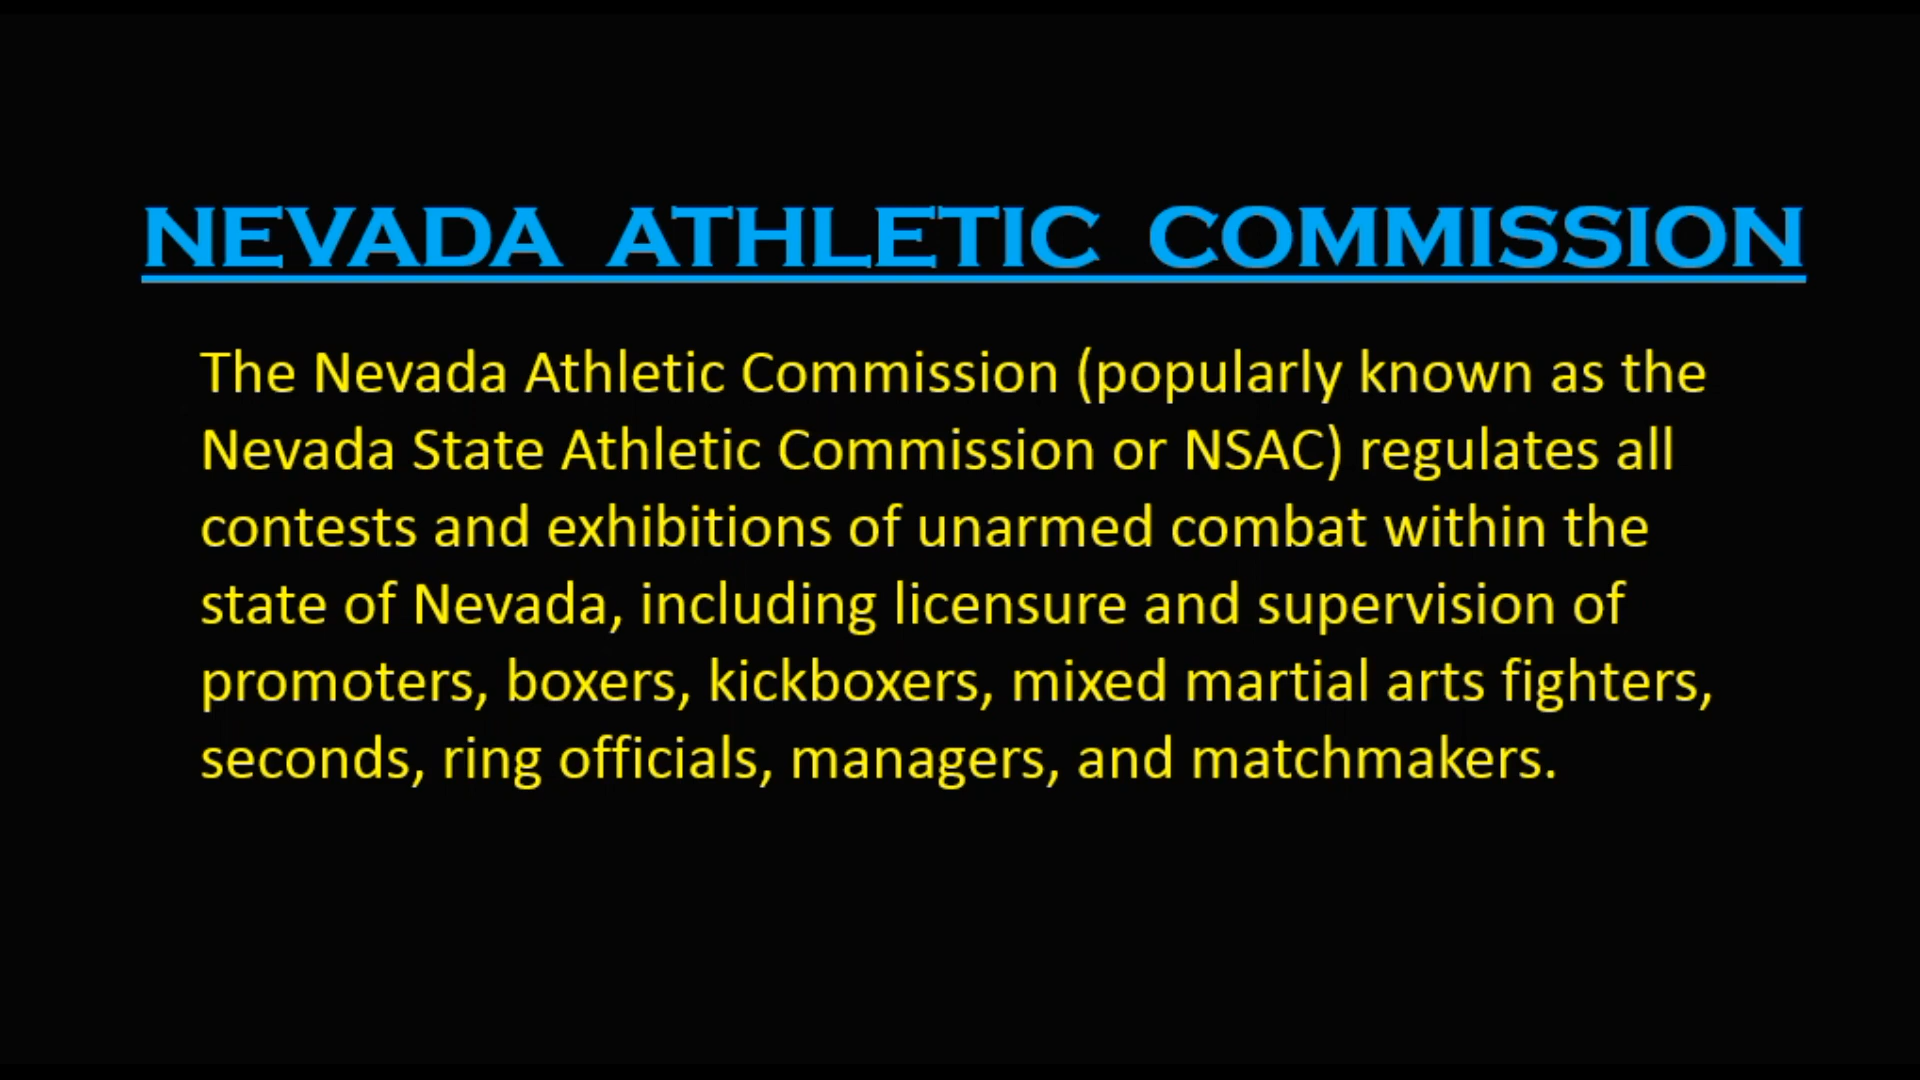 NEVADA ATHLETIC COMMISSION
The Nevada Athletic Commission (popularly known as the
Nevada State Athletic Commission or NSAC) regulates all
contests and exhibitions of unarmed combat within the
state of Nevada, including licensure and supervision of
promoters, boxers, kickboxers, mixed martial arts fighters,
seconds, ring officials, managers, and matchmakers.